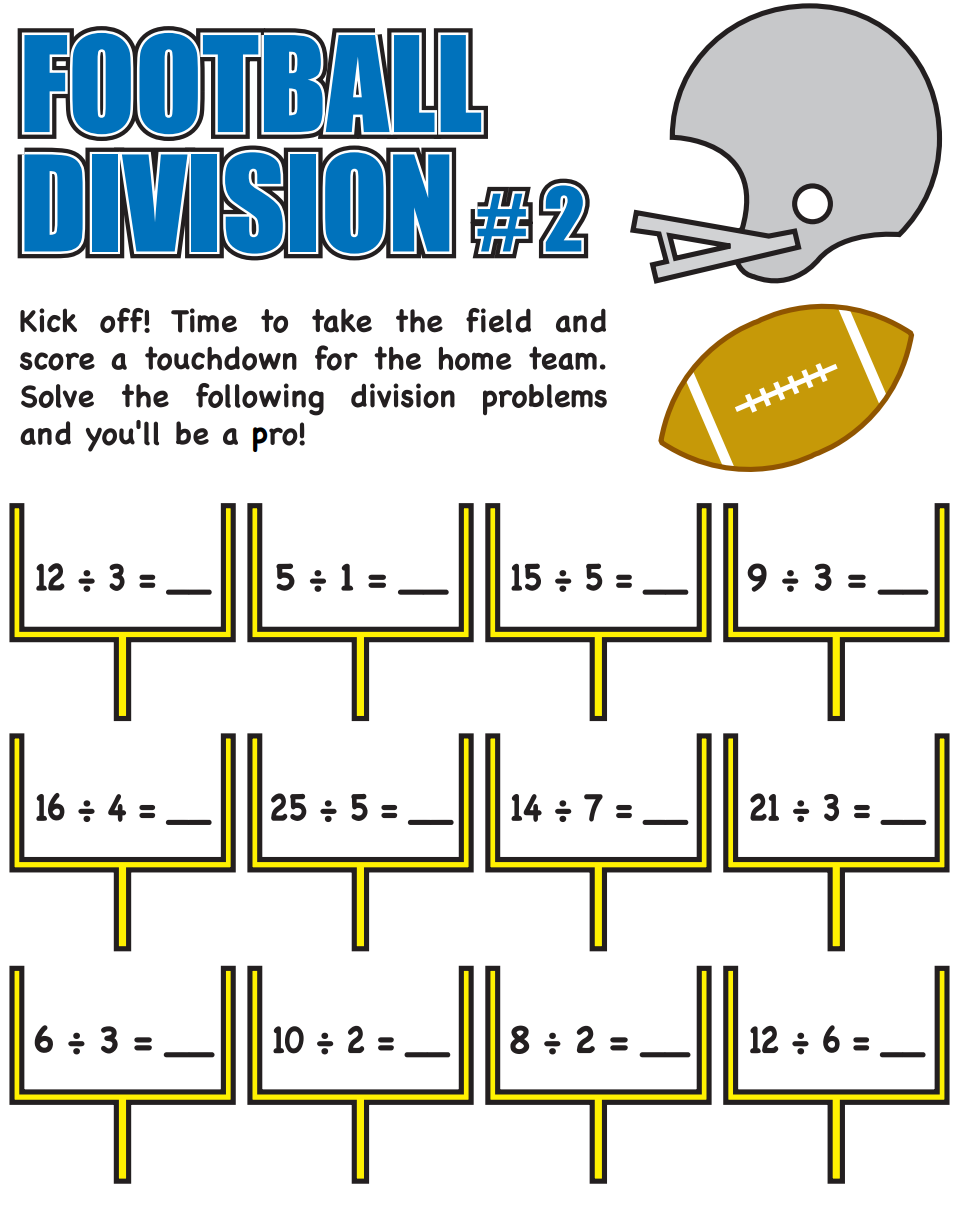 FOOTBALL
DIVISION #2
Kick off! Time to take the field and
score a touchdown for the home team.
Solve the following division problems
and you'll be a pro!
12 ÷ 3 = __ 5 ÷ 1 = __ 15 ÷ 5 = __ 9 ÷ 3 = __
16 ÷ 4 = __ 25 ÷ 5 = __ 14 ÷ 7 = __ 21 ÷ 3 = __
6 ÷ 3 = __ 10 ÷ 2 = __ 8 ÷ 2 = __ 12 ÷ 6 = __